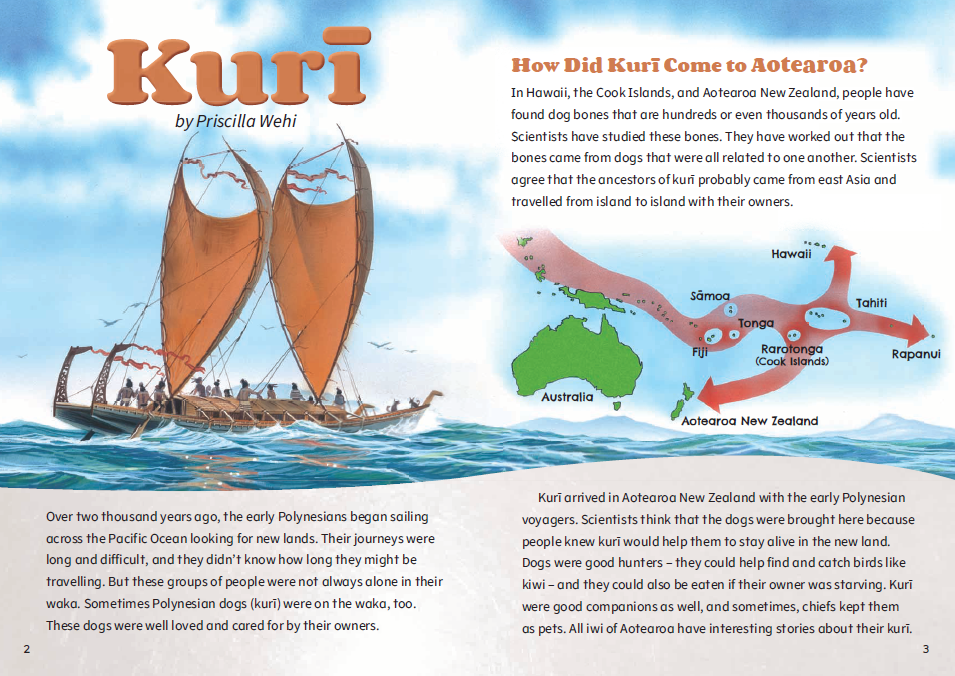 Kurī
by Priscilla Wehi
Over two thousand years ago, the early Polynesians began sailing
across the Pacific Ocean looking for new lands. Their journeys were
long and difficult, and they didn’t know how long they might be
travelling. But these groups of people were not always alone in their
waka. Sometimes Polynesian dogs (kurī) were on the waka, too.
These dogs were well loved and cared for by their owners.
2
How Did Kurī Come to Aotearoa?
In Hawaii, the Cook Islands, and Aotearoa New Zealand, people have
found dog bones that are hundreds or even thousands of years old.
Scientists have studied these bones. They have worked out that the
bones came from dogs that were all related to one another. Scientists
agree that the ancestors of kurī probably came from east Asia and
travelled from island to island with their owners.
Hawaii
Sāmoa
Tahiti
Tonga
Fiji
Rarotonga
(Cook Islands)
Rapanui
Australia
Aotearoa New Zealand
Kurī arrived in Aotearoa New Zealand with the early Polynesian
voyagers. Scientists think that the dogs were brought here because
people knew kurī would help them to stay alive in the new land.
Dogs were good hunters – they could help find and catch birds like
kiwi – and they could also be eaten if their owner was starving. Kurī
were good companions as well, and sometimes, chiefs kept them
as pets. All iwi of Aotearoa have interesting stories about their kurī.
3